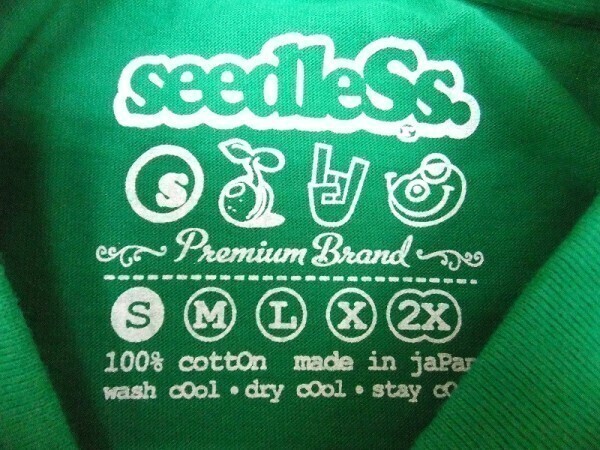 seedleSs.
R
s
Premium Brand
S M L X 2X
100% cottOn made in jaPan
wash cOol • dry cOol • stay